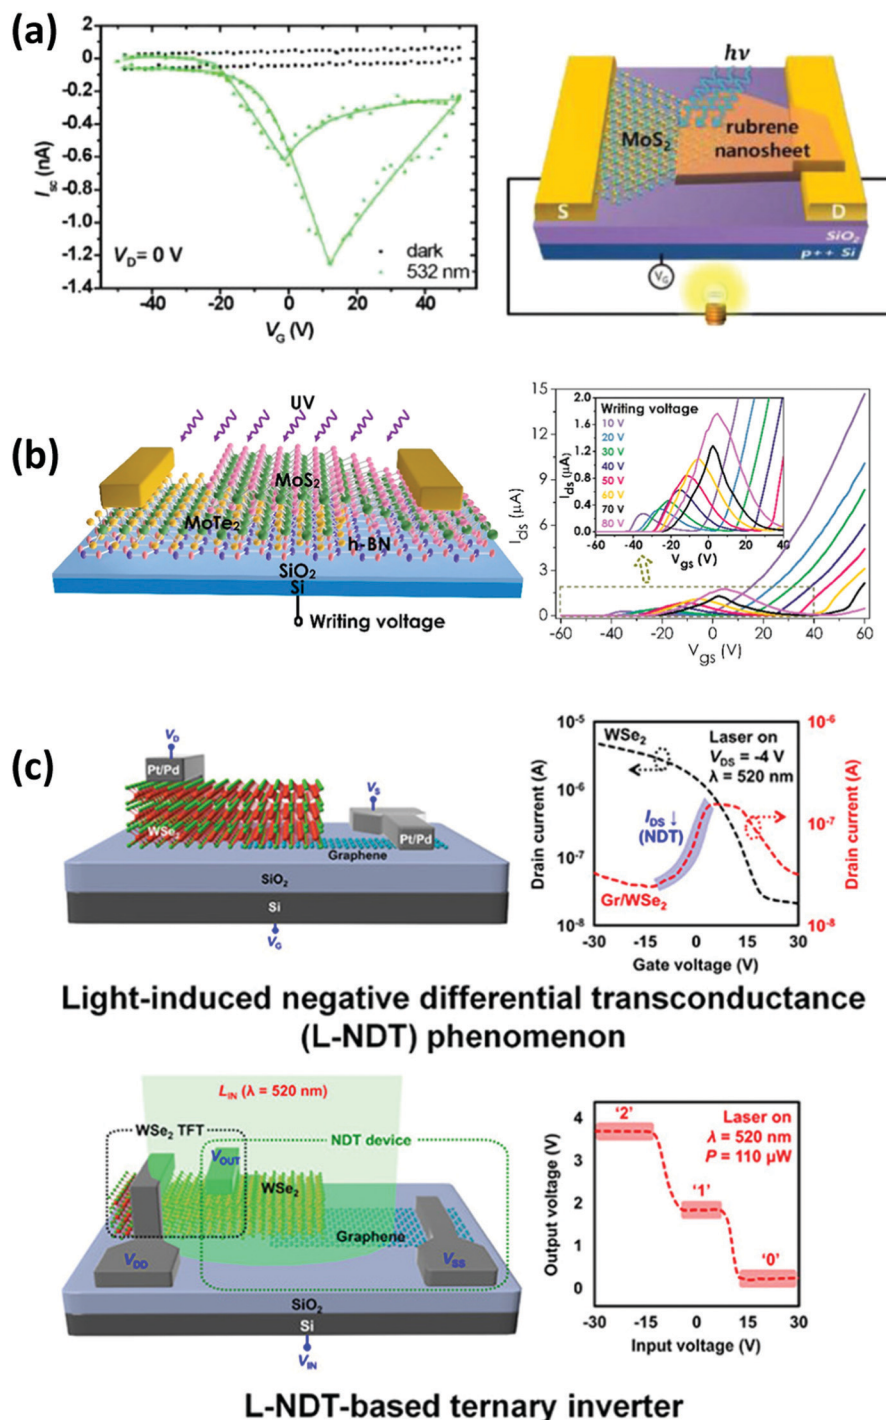 (a)
0.2
0
-0.2
-0.4
-0.6
-0.8
-1.0
-1.2
-1.4
I_sc (nA)
V_D= 0 V
dark
532 nm
-40 -20 0 20 40
V_G (V)
hν
MoS₂
rubrene
nanosheet
S
D
SiO₂
p++ Si
V_G
(b)
UV
MoS₂
MoTe₂
h-BN
SiO₂
Si
Writing voltage
15
12
9
6
3
0
I_ds (μA)
-60 -40 -20 0 20 40 60
V_gs (V)
2.0
1.6
1.2
0.8
0.4
0.0
I_ds (μA)
Writing voltage
10 V
20 V
30 V
40 V
50 V
60 V
70 V
80 V
-60 -40 -20 0 20 40
V_gs (V)
(c)
V_D
Pt/Pd
V_S
WSe₂
Pt/Pd
Graphene
SiO₂
Si
V_G
10⁻⁵
10⁻⁶
10⁻⁷
10⁻⁸
Drain current (A)
WSe₂
Laser on
V_DS = -4 V
λ = 520 nm
I_DS ↓
(NDT)
Gr/WSe₂
10⁻⁶
10⁻⁷
10⁻⁸
Drain current (A)
-30 -15 0 15 30
Gate voltage (V)
Light-induced negative differential transconductance
(L-NDT) phenomenon
L_IN (λ = 520 nm)
WSe₂ TFT
NDT device
V_OUT
WSe₂
Graphene
V_DD
V_SS
SiO₂
Si
V_IN
4
3
2
1
0
Output voltage (V)
'2'
Laser on
λ = 520 nm
P = 110 μW
'1'
'0'
-30 -15 0 15 30
Input voltage (V)
L-NDT-based ternary inverter